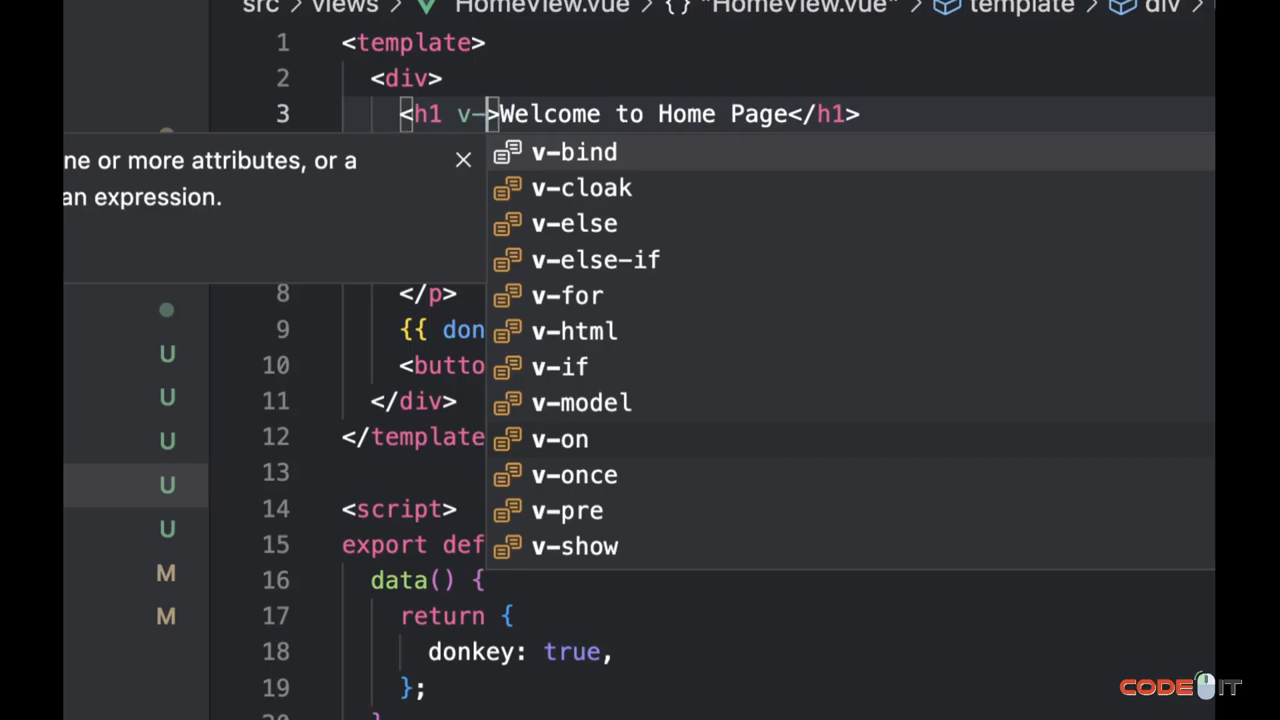 src > views > HomeView.vue > {} "HomeView.vue" > template > div >
1 <template>
2 <div>
3 <h1 v->Welcome to Home Page</h1>
ne or more attributes, or a
an expression.
v-bind
v-cloak
v-else
v-else-if
v-for
v-html
v-if
v-model
v-on
v-once
v-pre
v-show
8 </p>
9 {{ don
10 <butto
11 </div>
12 </template
13
14 <script>
15 export def
16 data() {
17 return {
18 donkey: true,
19 };
U
U
U
U
U
M
M
CODE IT